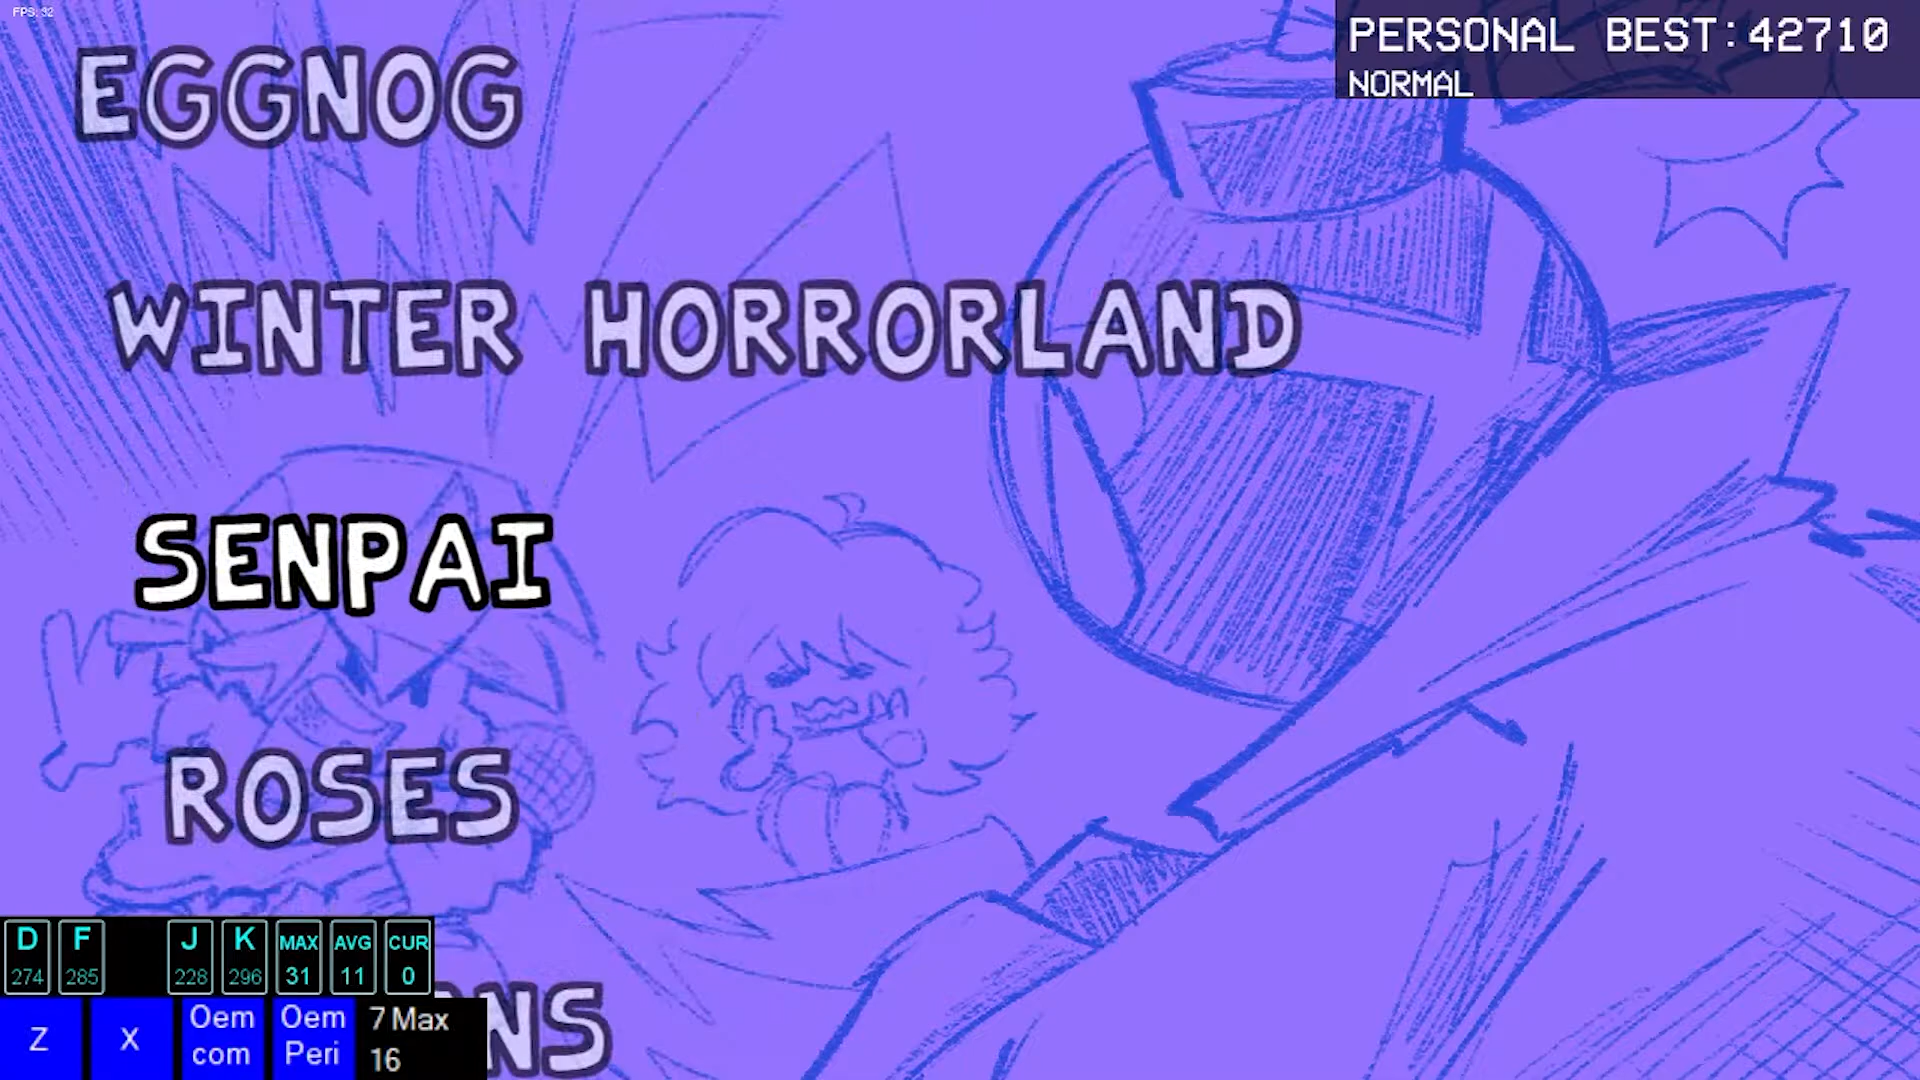 FPS: 32
PERSONAL BEST:42710
NORMAL
EGGNOG
WINTER HORRORLAND
SENPAI
ROSES
NS
D F J K MAX AVG CUR
274 285 228 296 31 11 0
Z X Oem com Oem Peri 7 Max 16